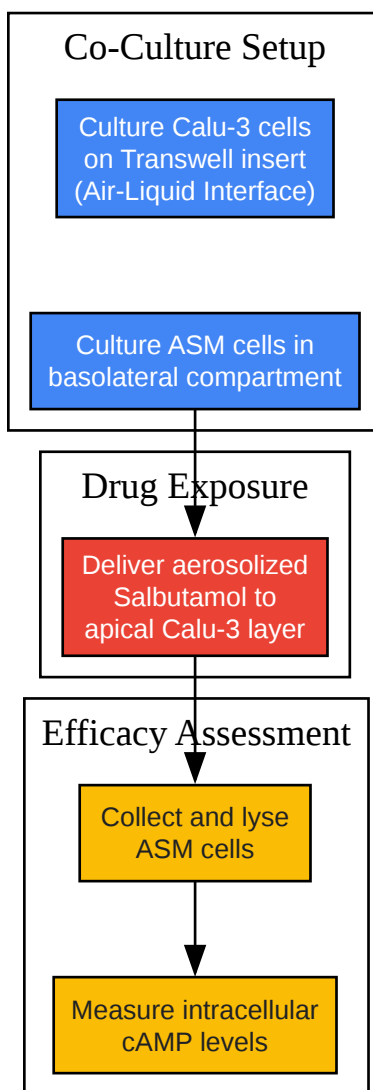 Co-Culture Setup
Culture Calu-3 cells
on Transwell insert
(Air-Liquid Interface)
Culture ASM cells in
basolateral compartment
Drug Exposure
Deliver aerosolized
Salbutamol to
apical Calu-3 layer
Efficacy Assessment
Collect and lyse
ASM cells
Measure intracellular
cAMP levels